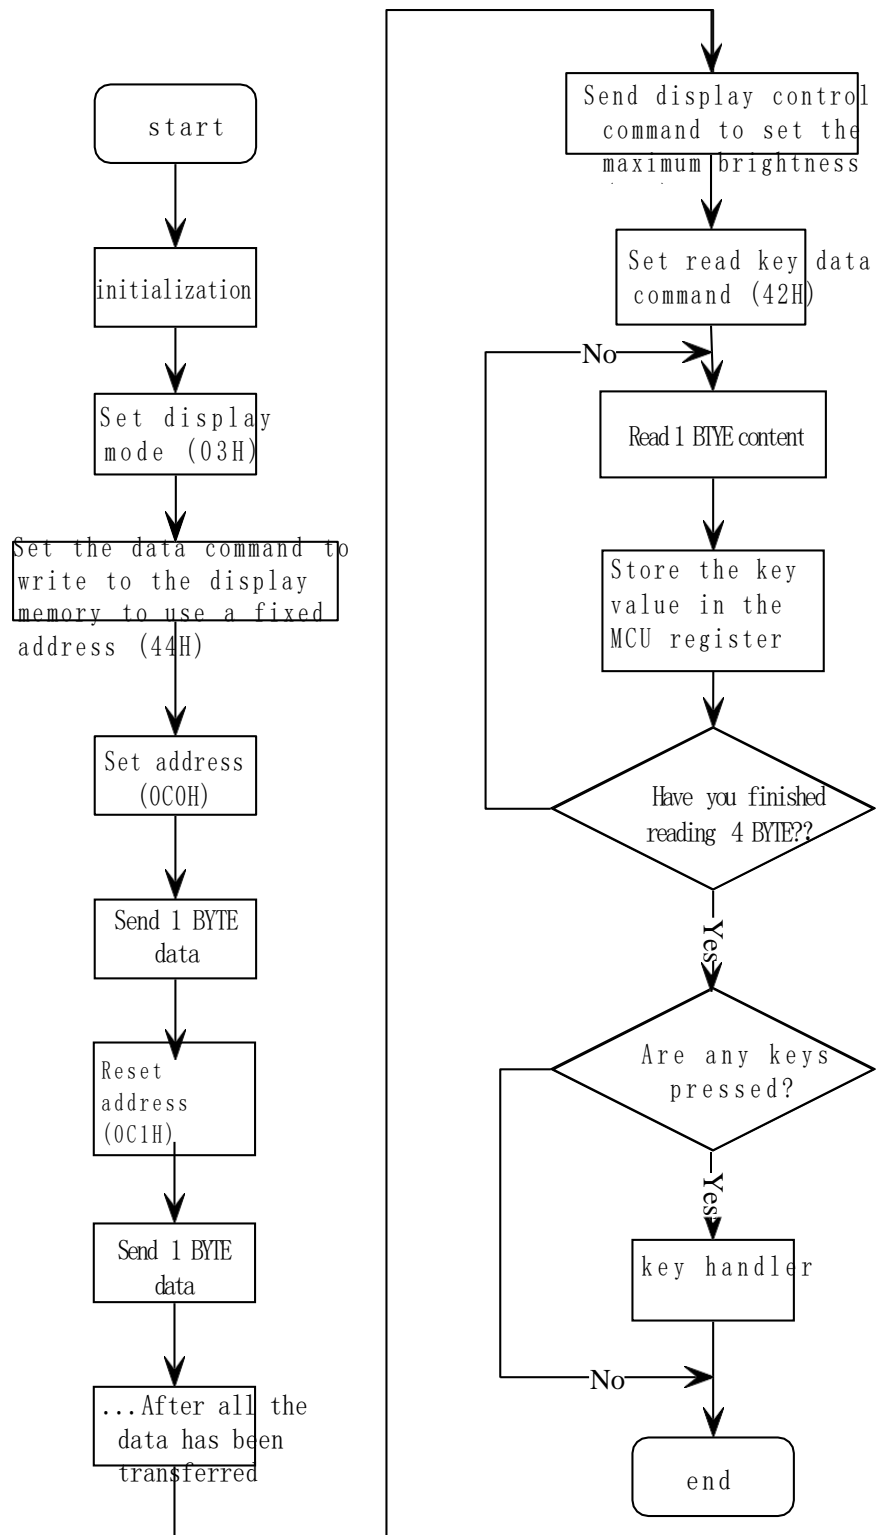 start
initialization
Set display
mode (03H)
Set the data command to
write to the display
memory to use a fixed
address (44H)
Set address
(0C0H)
Send 1 BYTE
data
Reset
address
(0C1H)
Send 1 BYTE
data
...After all the
data has been
transferred
Send display control
command to set the
maximum brightness
Set read key data
command (42H)
No
Read 1 BTYE content
Store the key
value in the
MCU register
Have you finished
reading 4 BYTE??
Yes
Are any keys
pressed?
Yes
key handler
No
end